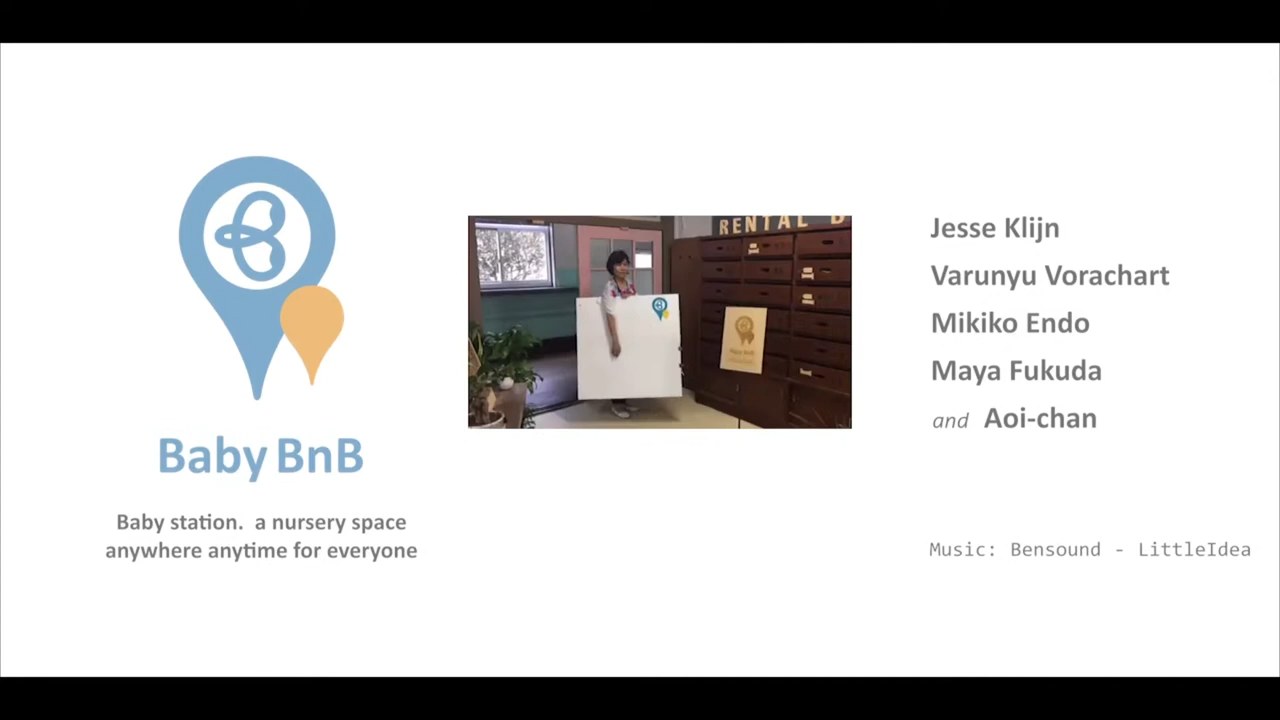 Baby BnB
Baby station. a nursery space
anywhere anytime for everyone
RENTAL
Jesse Klijn
Varunyu Vorachart
Mikiko Endo
Maya Fukuda
and Aoi-chan
Music: Bensound - LittleIdea